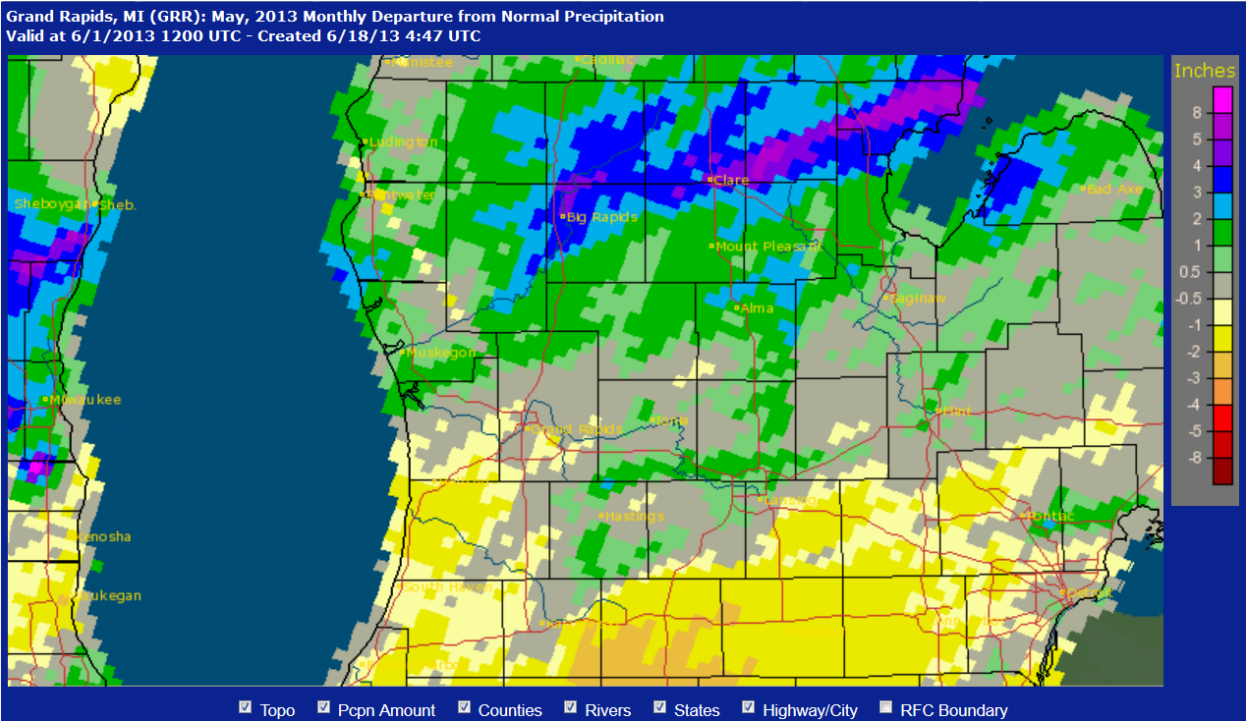 Grand Rapids, MI (GRR): May, 2013 Monthly Departure from Normal Precipitation
Valid at 6/1/2013 1200 UTC - Created 6/18/13 4:47 UTC
Inches
8
5
4
3
2
1
0.5
-0.5
-1
-2
-3
-4
-5
-8
Cadillac
Ludington
Clare
Bad Axe
Sheboygan
Sheb.
Big Rapids
Mount Pleasant
Saginaw
Alma
Muskegon
Milwaukee
Flint
Grand Rapids
Ionia
Lansing
Hastings
Pontiac
Kenosha
South Haven
Waukegan
Detroit
Topo
Pcpn Amount
Counties
Rivers
States
Highway/City
RFC Boundary